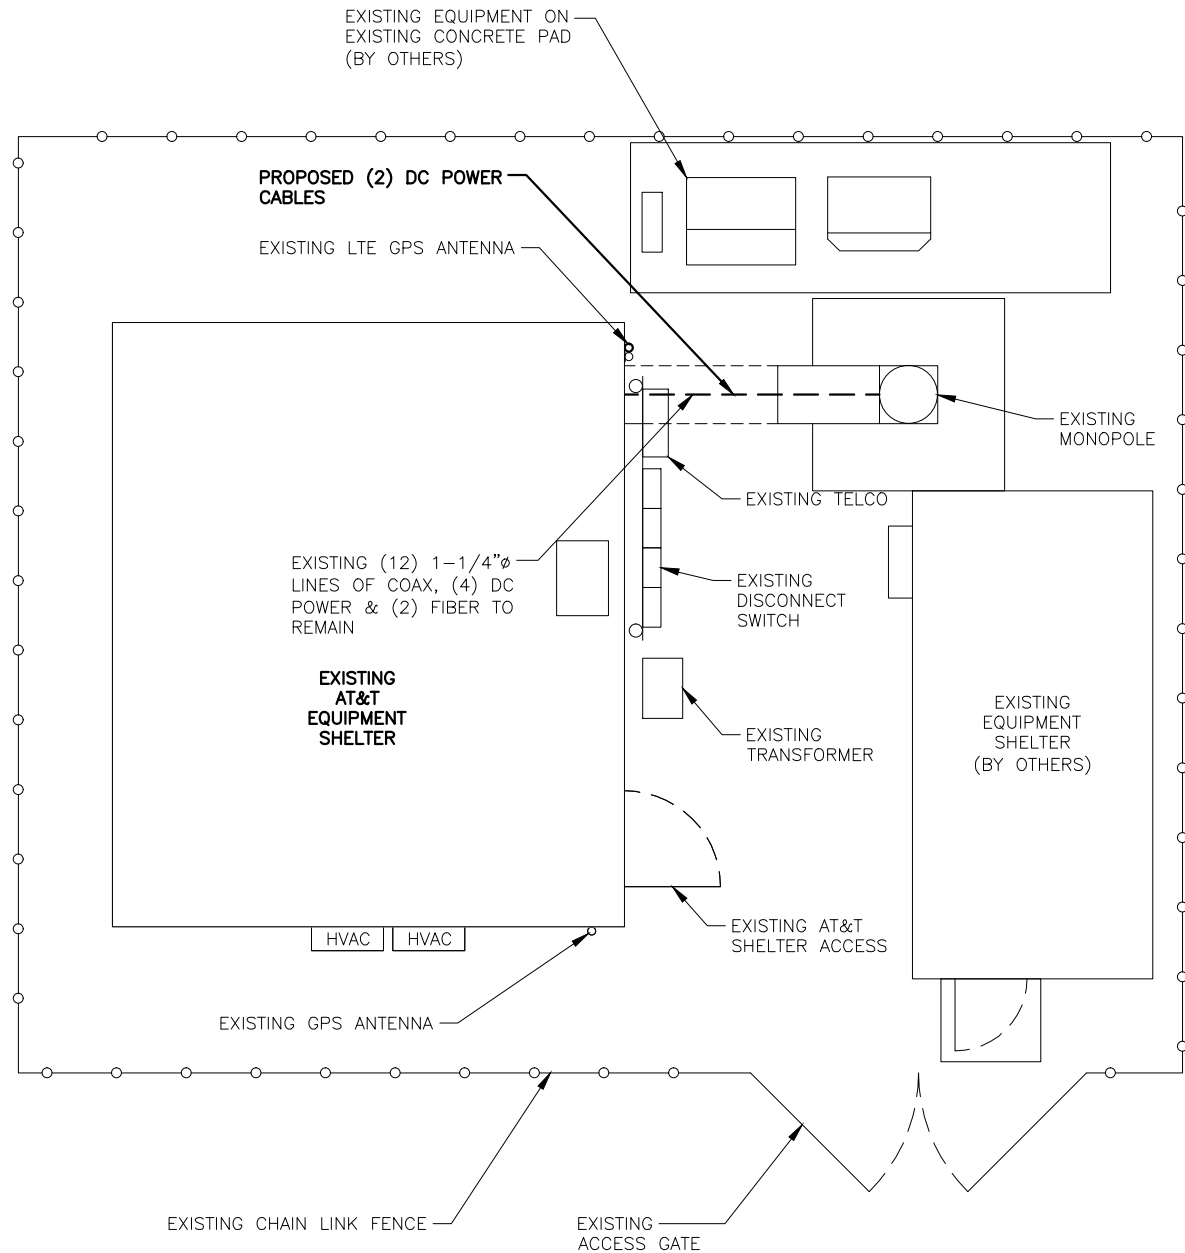 EXISTING EQUIPMENT ON
EXISTING CONCRETE PAD
(BY OTHERS)
PROPOSED (2) DC POWER
CABLES
EXISTING LTE GPS ANTENNA
EXISTING
MONOPOLE
EXISTING TELCO
EXISTING (12) 1-1/4"ø
LINES OF COAX, (4) DC
POWER & (2) FIBER TO
REMAIN
EXISTING
DISCONNECT
SWITCH
EXISTING
AT&T
EQUIPMENT
SHELTER
EXISTING
TRANSFORMER
EXISTING
EQUIPMENT
SHELTER
(BY OTHERS)
EXISTING AT&T
SHELTER ACCESS
HVAC
HVAC
EXISTING GPS ANTENNA
EXISTING CHAIN LINK FENCE
EXISTING
ACCESS GATE